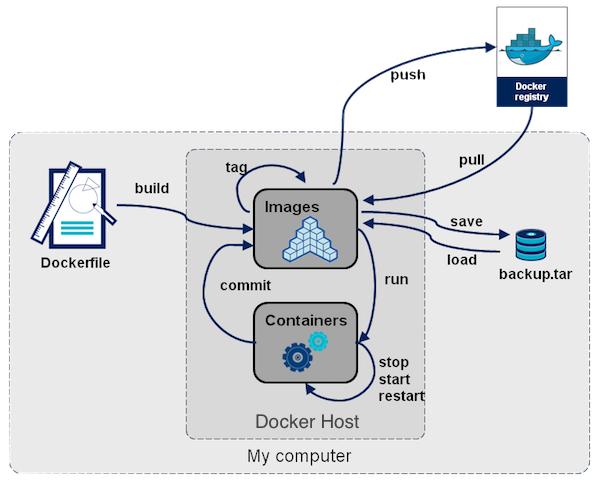 Docker
registry
push
pull
tag
build
Images
save
Dockerfile
load
backup.tar
commit
run
Containers
stop
start
restart
Docker Host
My computer